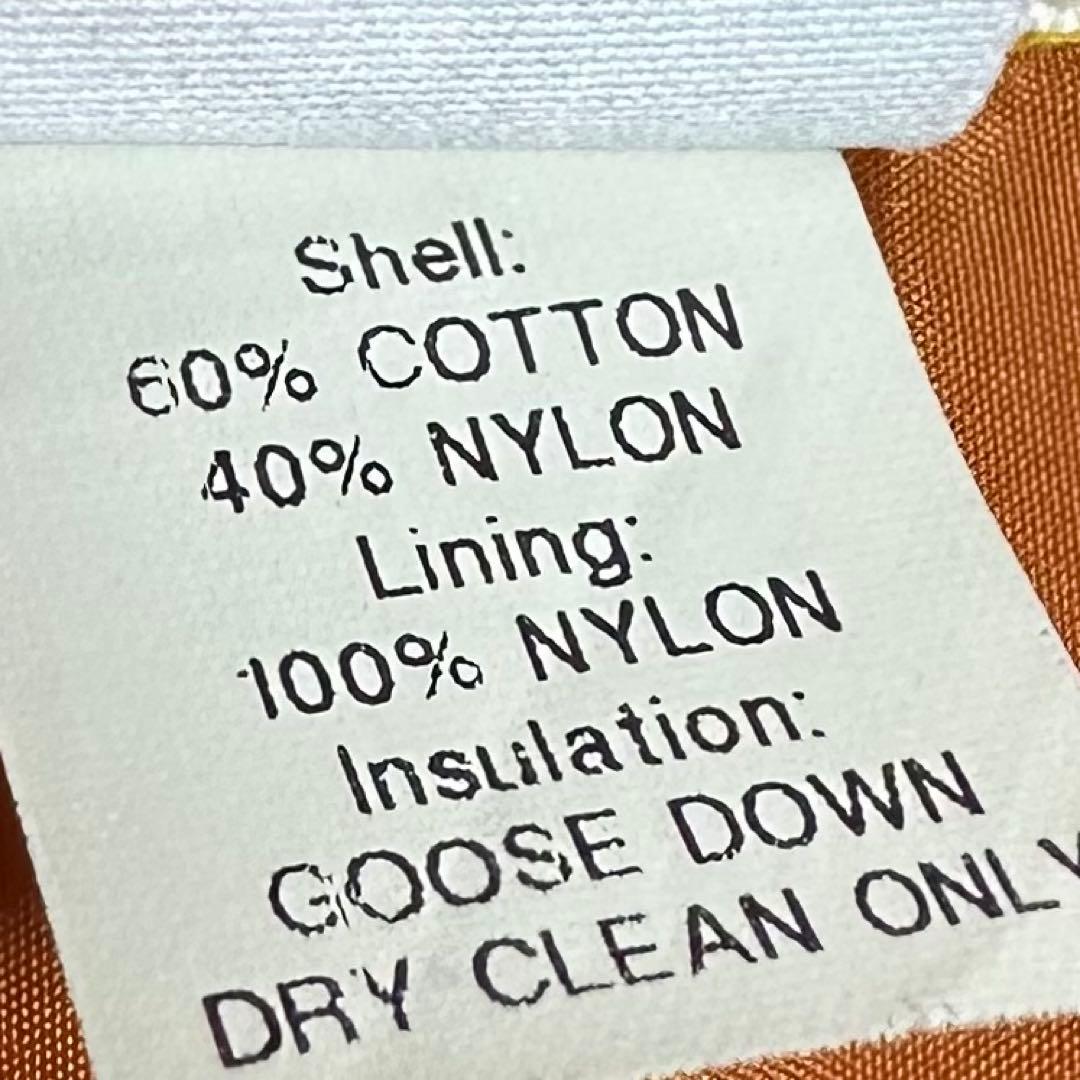 Shell:
60% COTTON
40% NYLON
Lining:
100% NYLON
Insulation:
GOOSE DOWN
DRY CLEAN ONLY